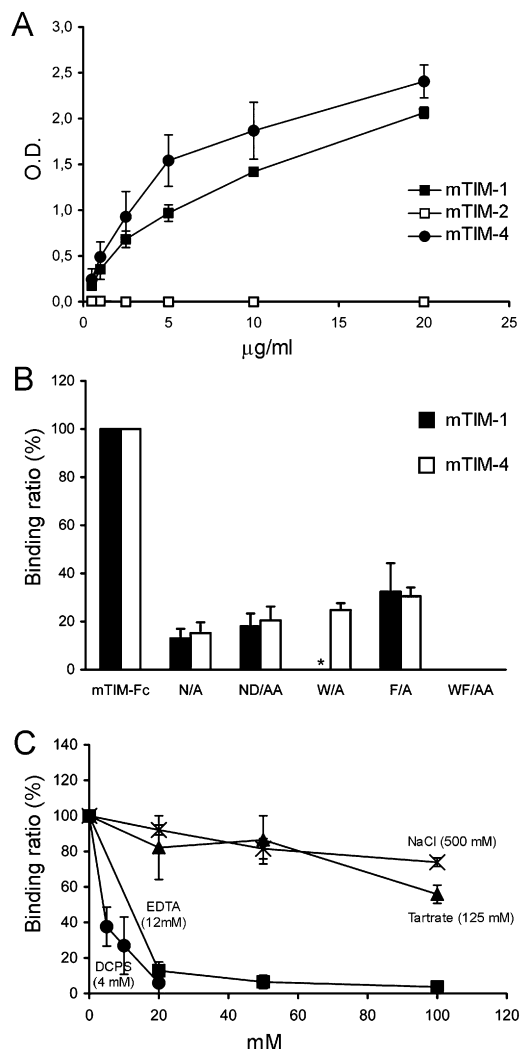 A
3,0
2,5
2,0
1,5
1,0
0,5
0,0
O.D.
mTIM-1
mTIM-2
mTIM-4
0 5 10 15 20 25
μg/ml
B
120
100
80
60
40
20
0
Binding ratio (%)
mTIM-1
mTIM-4
*
mTIM-Fc N/A ND/AA W/A F/A WF/AA
C
140
120
100
80
60
40
20
0
Binding ratio (%)
NaCl (500 mM)
Tartrate (125 mM)
EDTA
(12mM)
DCPS
(4 mM)
0 20 40 60 80 100 120
mM